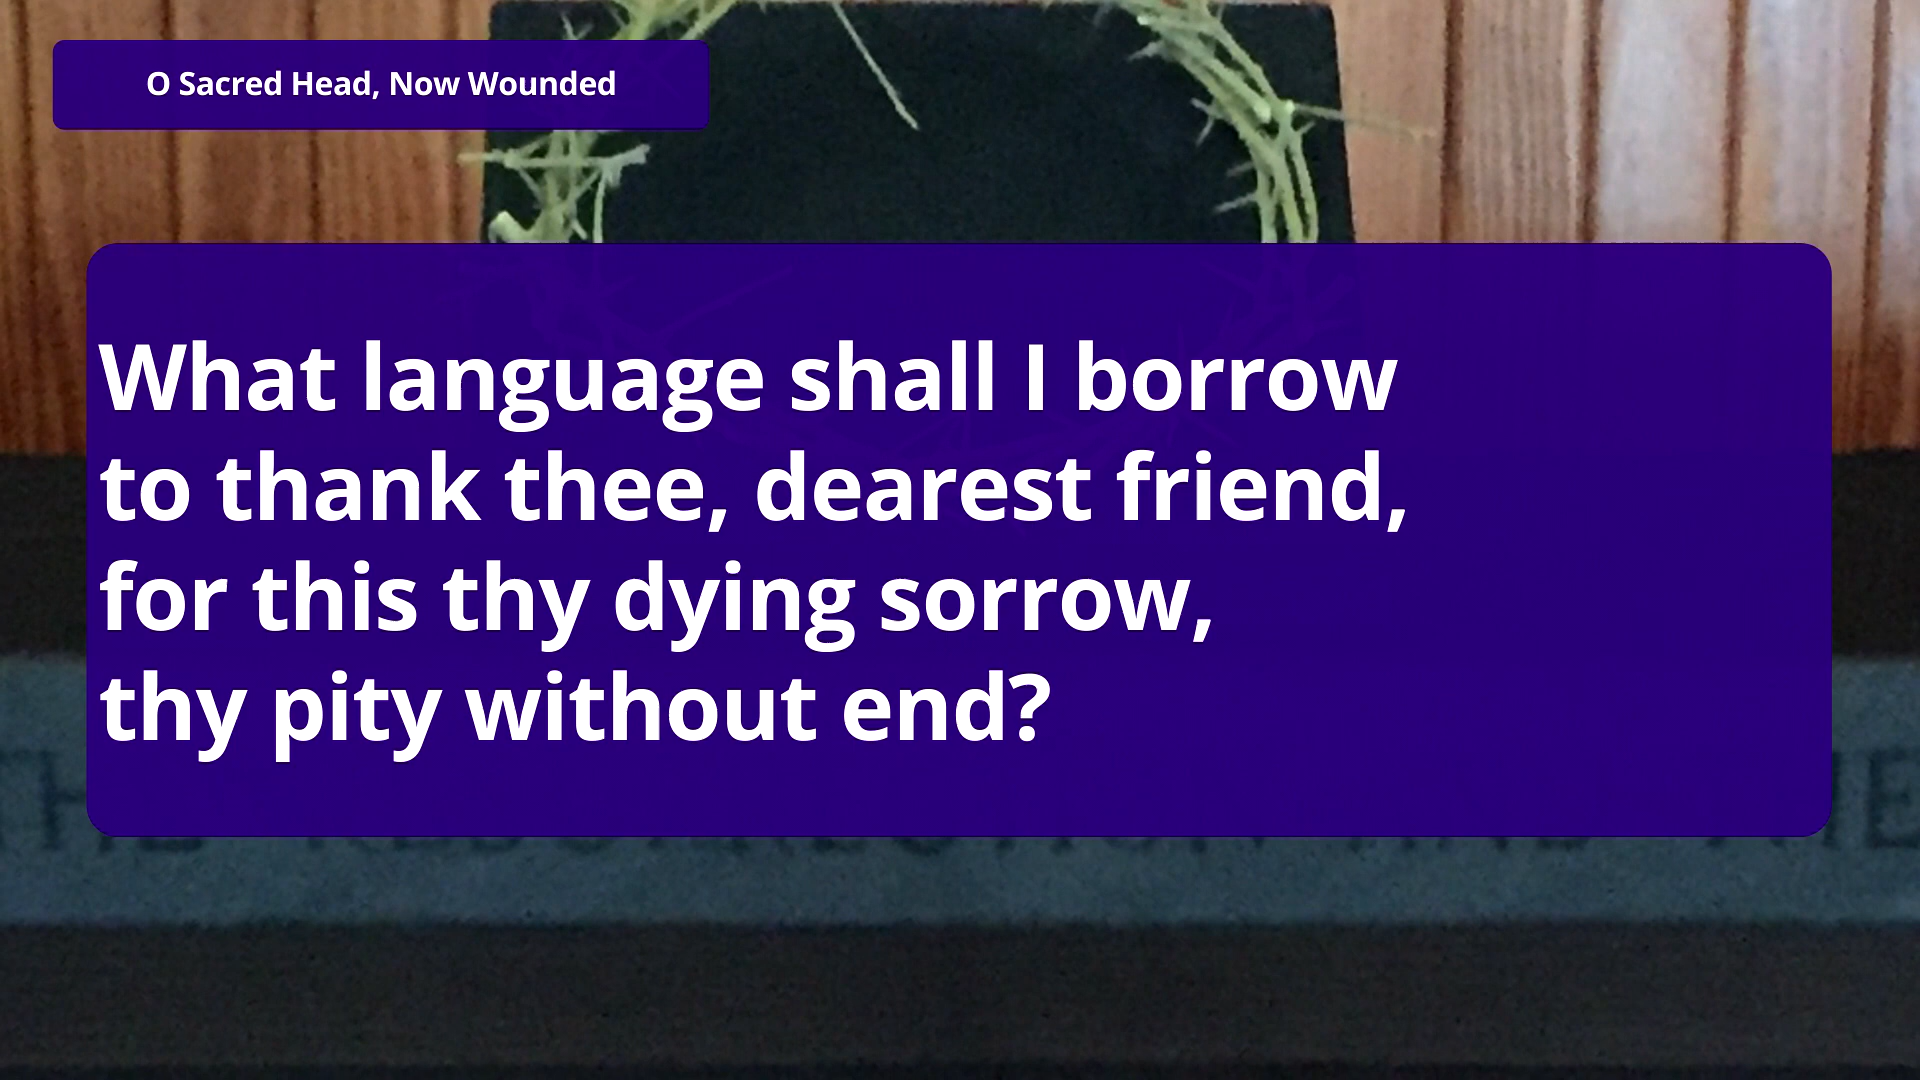 O Sacred Head, Now Wounded
What language shall I borrow
to thank thee, dearest friend,
for this thy dying sorrow,
thy pity without end?